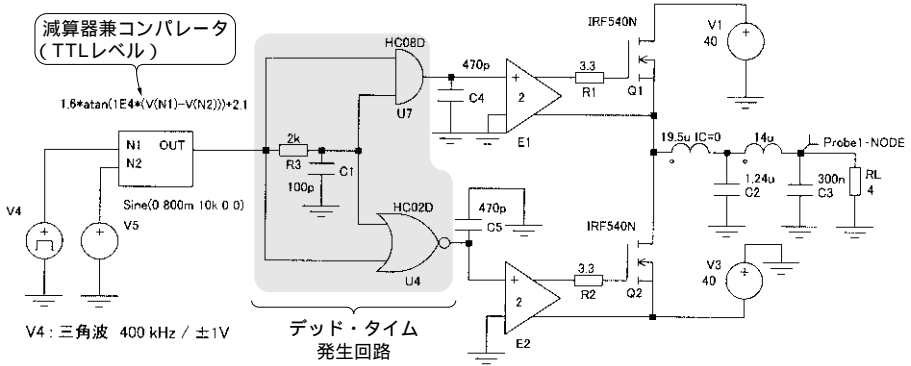 減算器兼コンパレータ
(TTLレベル)
1.6*atan(1E4*(V(N1)-V(N2)))+2.1
N1 OUT
N2
V4
V5
Sine(0 800m 10k 0 0)
V4 : 三角波 400 kHz / ±1V
2k
R3
C1
100p
HC08D
U7
HC02D
U4
デッド・タイム
発生回路
470p
C4
470p
C5
2
E1
2
E2
3.3
R1
3.3
R2
IRF540N
Q1
IRF540N
Q2
V1
40
V3
40
19.5u IC=0
14u
Probe1-NODE
1.24u
C2
300n
C3
RL
4